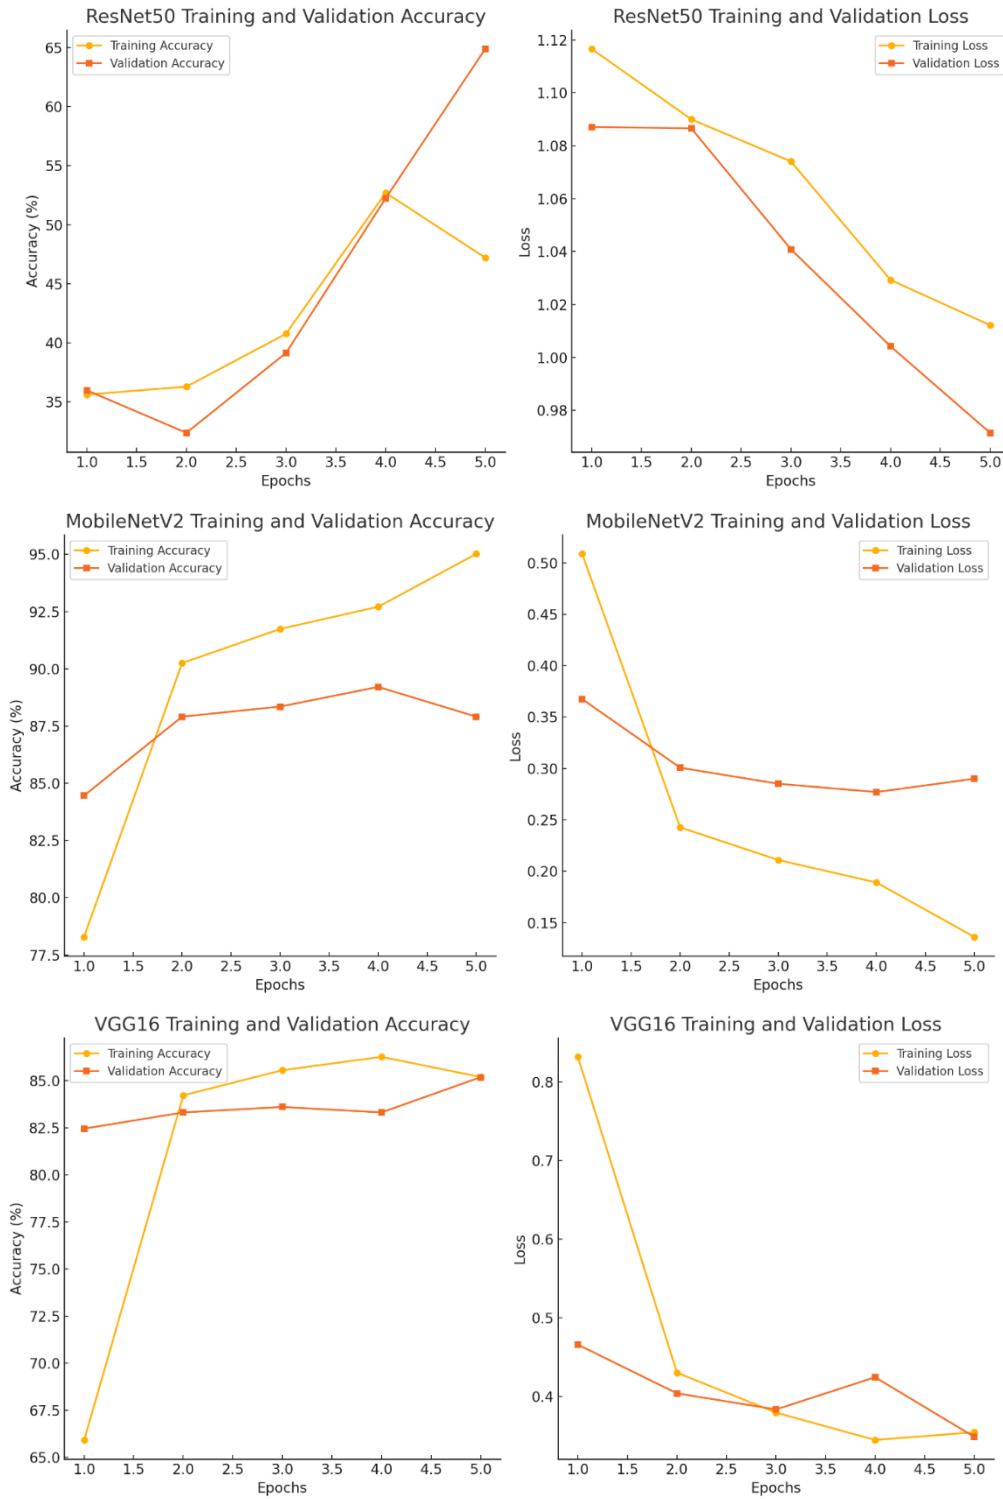 ResNet50 Training and Validation Accuracy
Training Accuracy
Validation Accuracy
65
60
55
50
45
40
35
Accuracy (%)
1.0 1.5 2.0 2.5 3.0 3.5 4.0 4.5 5.0
Epochs
ResNet50 Training and Validation Loss
Training Loss
Validation Loss
1.12
1.10
1.08
1.06
1.04
1.02
1.00
0.98
Loss
1.0 1.5 2.0 2.5 3.0 3.5 4.0 4.5 5.0
Epochs
MobileNetV2 Training and Validation Accuracy
Training Accuracy
Validation Accuracy
95.0
92.5
90.0
87.5
85.0
82.5
80.0
77.5
Accuracy (%)
1.0 1.5 2.0 2.5 3.0 3.5 4.0 4.5 5.0
Epochs
MobileNetV2 Training and Validation Loss
Training Loss
Validation Loss
0.50
0.45
0.40
0.35
0.30
0.25
0.20
0.15
Loss
1.0 1.5 2.0 2.5 3.0 3.5 4.0 4.5 5.0
Epochs
VGG16 Training and Validation Accuracy
Training Accuracy
Validation Accuracy
85.0
82.5
80.0
77.5
75.0
72.5
70.0
67.5
65.0
Accuracy (%)
1.0 1.5 2.0 2.5 3.0 3.5 4.0 4.5 5.0
Epochs
VGG16 Training and Validation Loss
Training Loss
Validation Loss
0.8
0.7
0.6
0.5
0.4
Loss
1.0 1.5 2.0 2.5 3.0 3.5 4.0 4.5 5.0
Epochs